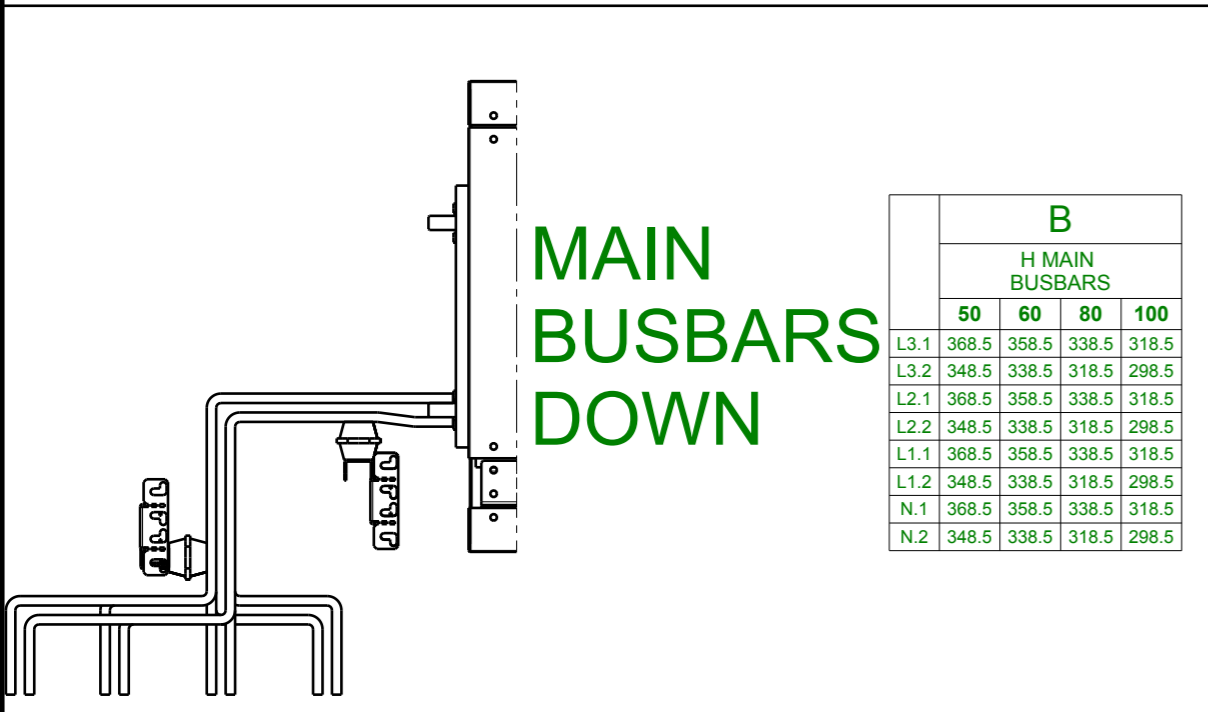 MAIN
BUSBARS
DOWN
B
H MAIN
BUSBARS
50 60 80 100
L3.1 368.5 358.5 338.5 318.5
L3.2 348.5 338.5 318.5 298.5
L2.1 368.5 358.5 338.5 318.5
L2.2 348.5 338.5 318.5 298.5
L1.1 368.5 358.5 338.5 318.5
L1.2 348.5 338.5 318.5 298.5
N.1 368.5 358.5 338.5 318.5
N.2 348.5 338.5 318.5 298.5